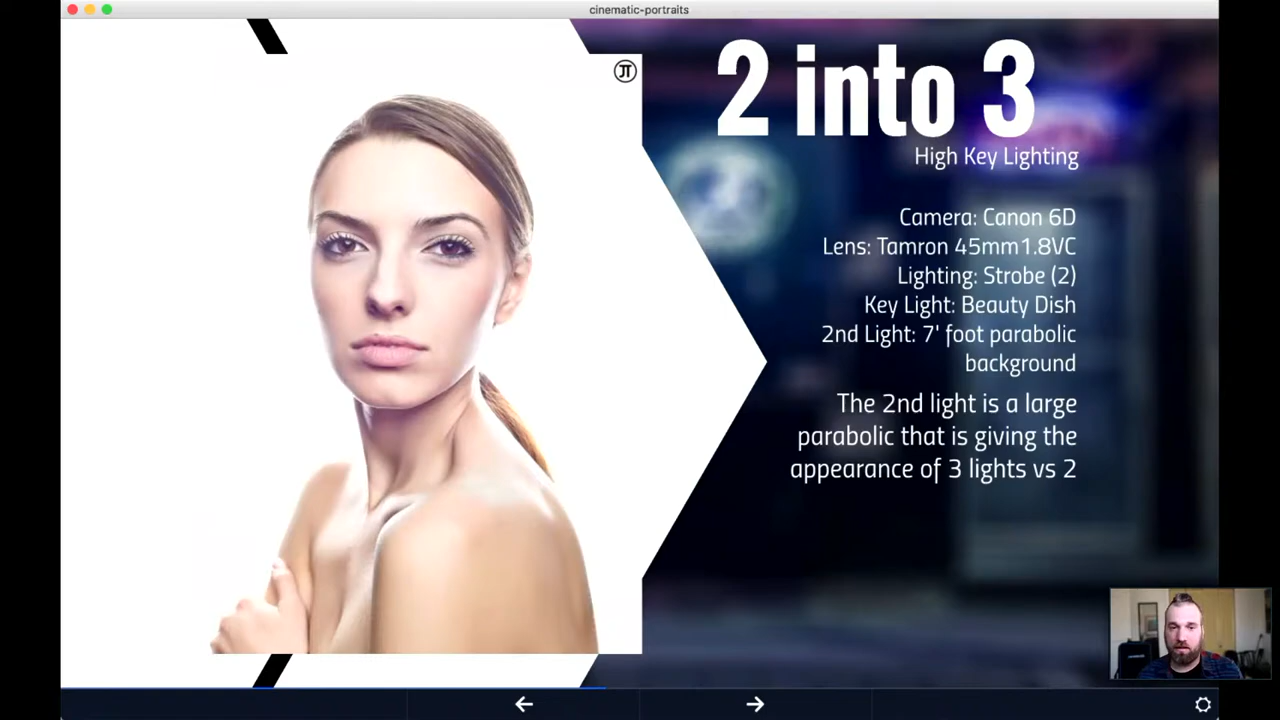 cinematic-portraits
JT
2 into 3
High Key Lighting
Camera: Canon 6D
Lens: Tamron 45mm1.8VC
Lighting: Strobe (2)
Key Light: Beauty Dish
2nd Light: 7' foot parabolic
background
The 2nd light is a large
parabolic that is giving the
appearance of 3 lights vs 2